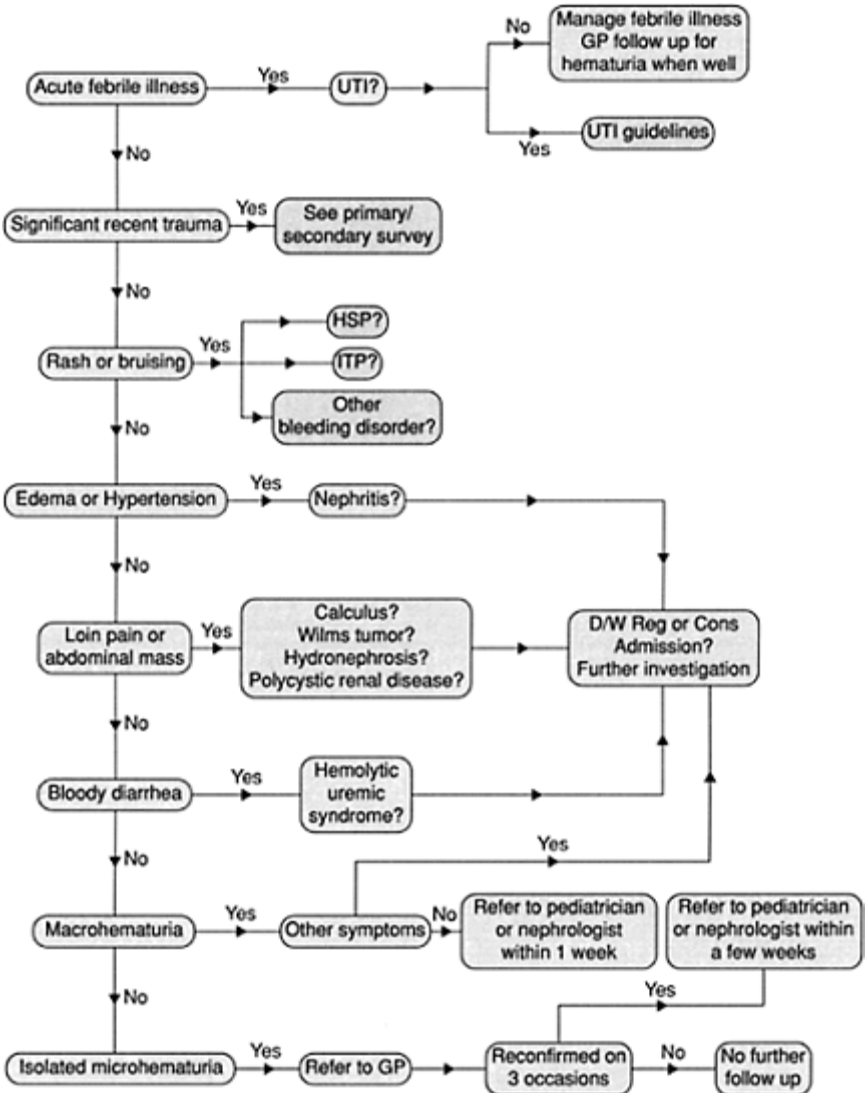 Manage febrile illness
GP follow up for
hematuria when well
No
Acute febrile illness
Yes
UTI?
Yes
UTI guidelines
No
Significant recent trauma
Yes
See primary/
secondary survey
No
Rash or bruising
Yes
HSP?
ITP?
Other
bleeding disorder?
No
Edema or Hypertension
Yes
Nephritis?
No
Loin pain or
abdominal mass
Yes
Calculus?
Wilms tumor?
Hydronephrosis?
Polycystic renal disease?
D/W Reg or Cons
Admission?
Further investigation
No
Bloody diarrhea
Yes
Hemolytic
uremic
syndrome?
No
Yes
Macrohematuria
Yes
Other symptoms
No
Refer to pediatrician
or nephrologist
within 1 week
Refer to pediatrician
or nephrologist within
a few weeks
No
Yes
Isolated microhematuria
Yes
Refer to GP
Reconfirmed on
3 occasions
No
No further
follow up